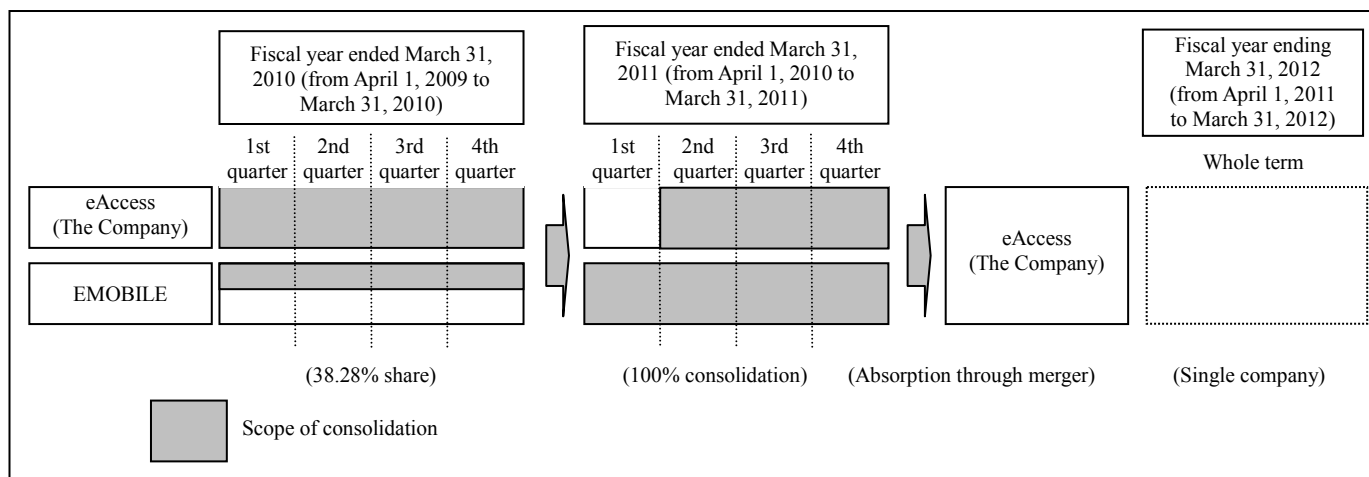 Fiscal year ended March 31,
2010 (from April 1, 2009 to
March 31, 2010)
Fiscal year ended March 31,
2011 (from April 1, 2010 to
March 31, 2011)
Fiscal year ending
March 31, 2012
(from April 1, 2011
to March 31, 2012)
1st
quarter
2nd
quarter
3rd
quarter
4th
quarter
1st
quarter
2nd
quarter
3rd
quarter
4th
quarter
Whole term
eAccess
(The Company)
EMOBILE
eAccess
(The Company)
(38.28% share)
(100% consolidation)
(Absorption through merger)
(Single company)
Scope of consolidation